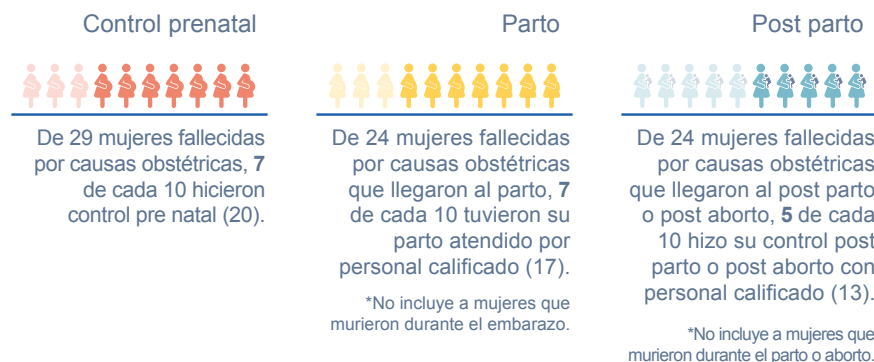 Control prenatal
De 29 mujeres fallecidas
por causas obstétricas, 7
de cada 10 hicieron
control pre natal (20).
Parto
De 24 mujeres fallecidas
por causas obstétricas
que llegaron al parto, 7
de cada 10 tuvieron su
parto atendido por
personal calificado (17).
*No incluye a mujeres que
murieron durante el embarazo.
Post parto
De 24 mujeres fallecidas
por causas obstétricas
que llegaron al post parto
o post aborto, 5 de cada
10 hizo su control post
parto o post aborto con
personal calificado (13).
*No incluye a mujeres que
murieron durante el parto o aborto.